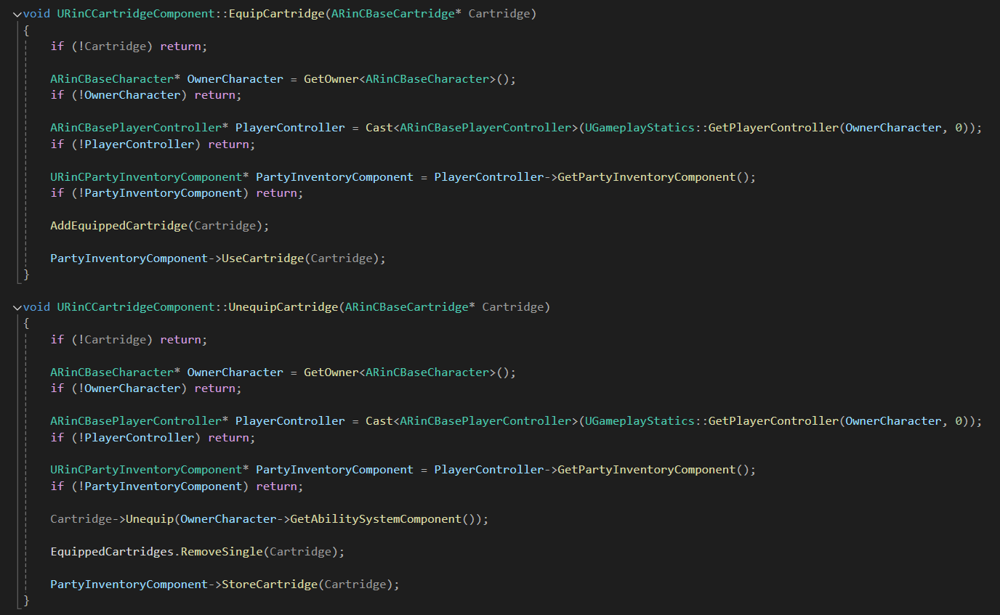 void URinCCartridgeComponent::EquipCartridge(ARinCBaseCartridge* Cartridge)
{
if (!Cartridge) return;
ARinCBaseCharacter* OwnerCharacter = GetOwner<ARinCBaseCharacter>();
if (!OwnerCharacter) return;
ARinCBasePlayerController* PlayerController = Cast<ARinCBasePlayerController>(UGameplayStatics::GetPlayerController(OwnerCharacter, 0));
if (!PlayerController) return;
URinCPartyInventoryComponent* PartyInventoryComponent = PlayerController->GetPartyInventoryComponent();
if (!PartyInventoryComponent) return;
AddEquippedCartridge(Cartridge);
PartyInventoryComponent->UseCartridge(Cartridge);
}
void URinCCartridgeComponent::UnequipCartridge(ARinCBaseCartridge* Cartridge)
{
if (!Cartridge) return;
ARinCBaseCharacter* OwnerCharacter = GetOwner<ARinCBaseCharacter>();
if (!OwnerCharacter) return;
ARinCBasePlayerController* PlayerController = Cast<ARinCBasePlayerController>(UGameplayStatics::GetPlayerController(OwnerCharacter, 0));
if (!PlayerController) return;
URinCPartyInventoryComponent* PartyInventoryComponent = PlayerController->GetPartyInventoryComponent();
if (!PartyInventoryComponent) return;
Cartridge->Unequip(OwnerCharacter->GetAbilitySystemComponent());
EquippedCartridges.RemoveSingle(Cartridge);
PartyInventoryComponent->StoreCartridge(Cartridge);
}